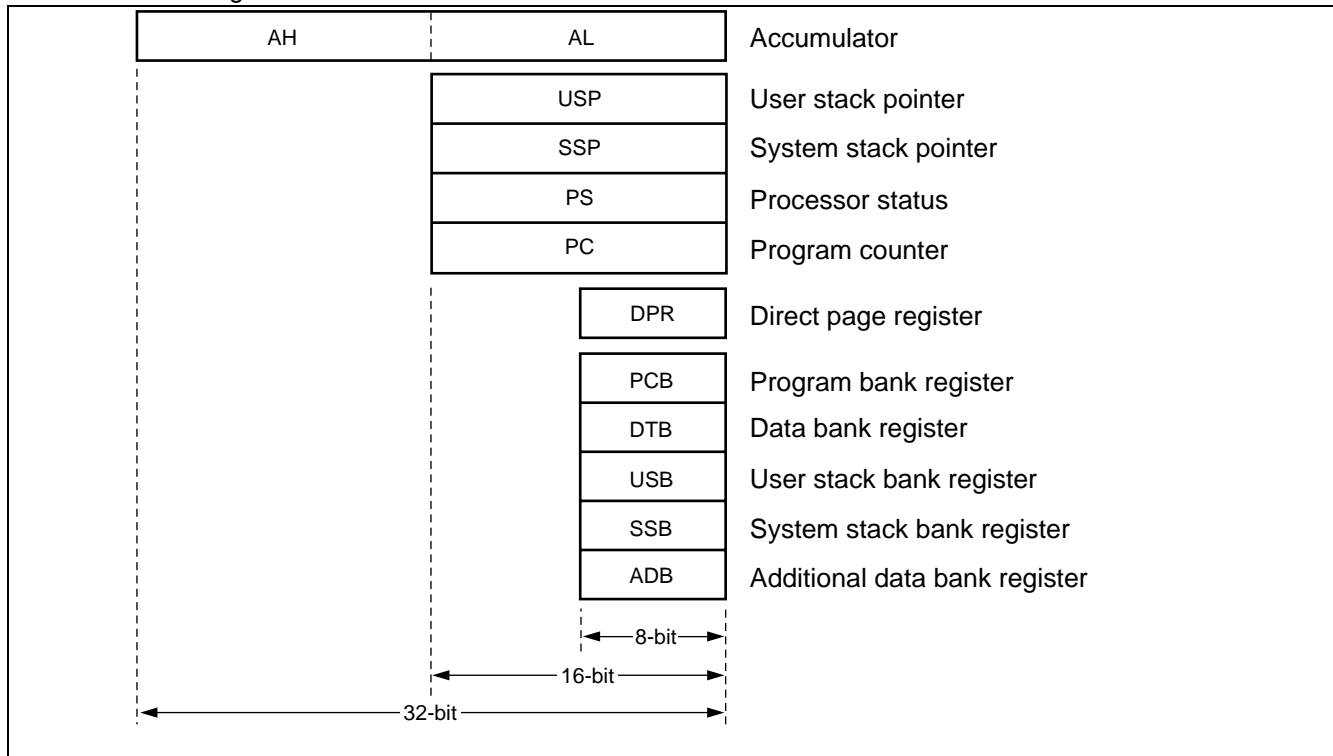 AH AL Accumulator
USP User stack pointer
SSP System stack pointer
PS Processor status
PC Program counter
DPR Direct page register
PCB Program bank register
DTB Data bank register
USB User stack bank register
SSB System stack bank register
ADB Additional data bank register
8-bit
16-bit
32-bit